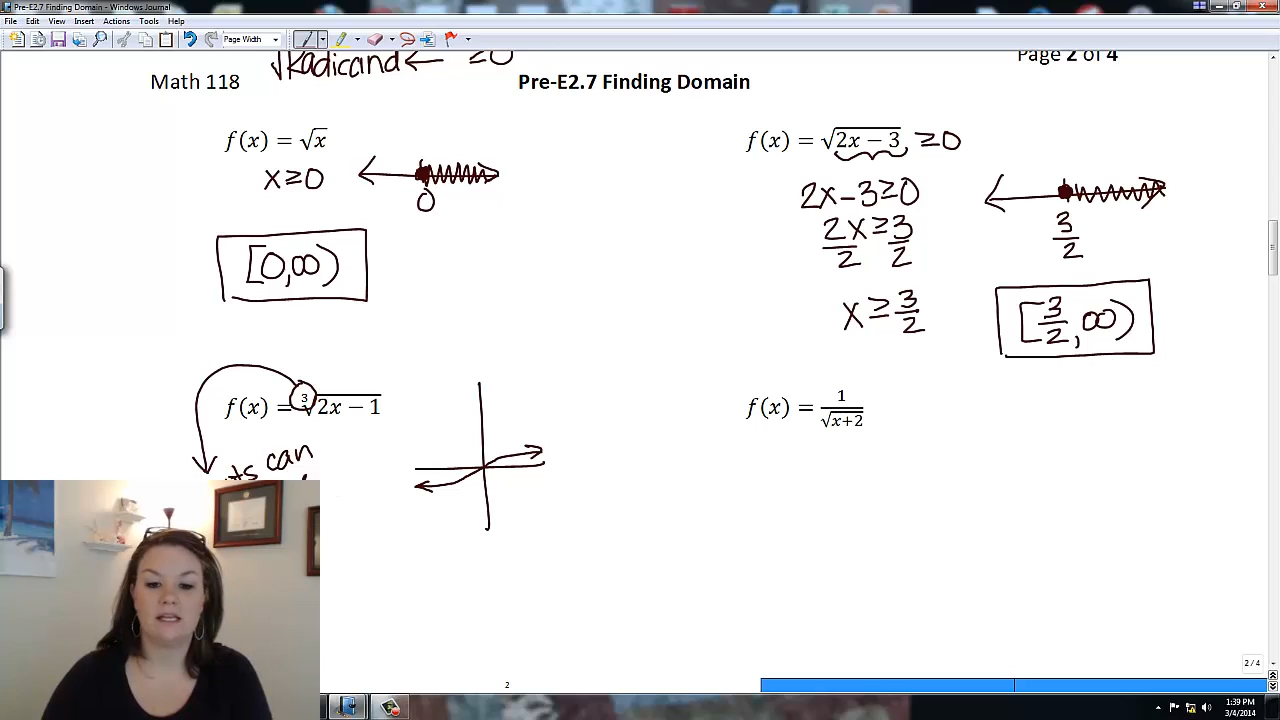 Pre-E2.7 Finding Domain - Windows Journal
File Edit View Insert Actions Tools Help
Page Width
√Radicand ← ≥0
Page 2 of 4
Math 118 Pre-E2.7 Finding Domain
f(x) = √x
x≥0
0
[0,∞)
f(x) = √2x − 3 ≥0
2x-3≥0
2x≥3
2 2
x ≥ 3/2
3/2
[3/2,∞)
f(x) = ³√2x − 1
can
f(x) = 1/√x+2
2/4
2
1:39 PM
3/4/2014